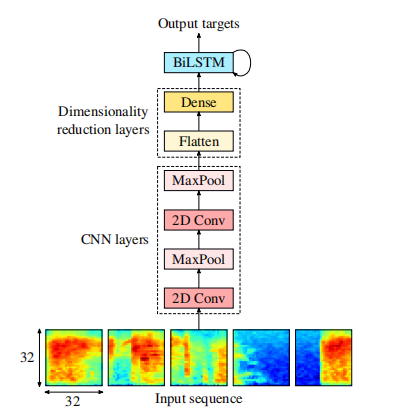 Output targets
BiLSTM
Dense
Dimensionality
reduction layers
Flatten
MaxPool
2D Conv
CNN layers
MaxPool
2D Conv
32
32
Input sequence